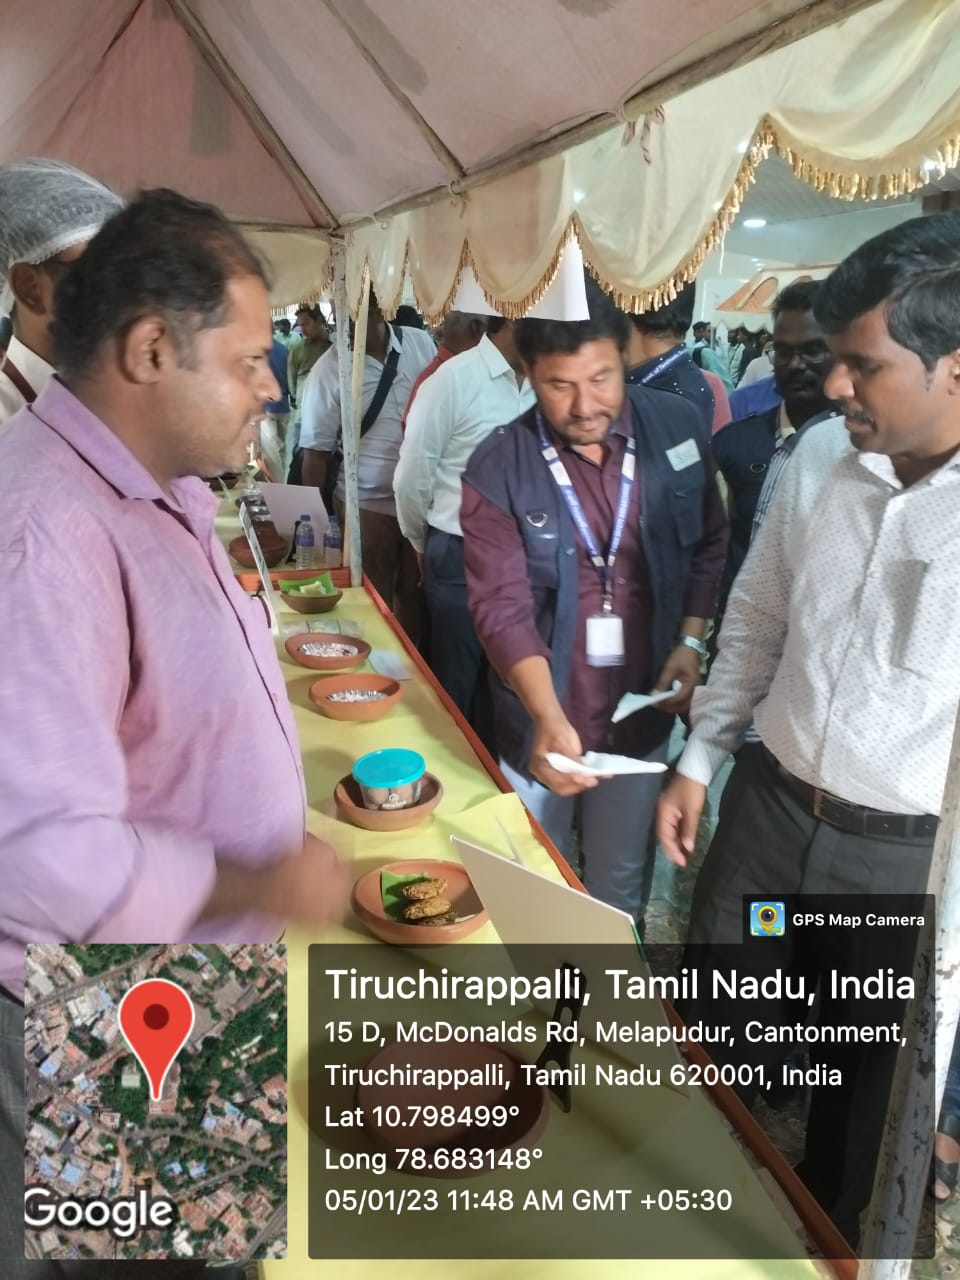 GPS Map Camera
Tiruchirappalli, Tamil Nadu, India
15 D, McDonalds Rd, Melapudur, Cantonment,
Tiruchirappalli, Tamil Nadu 620001, India
Lat 10.798499°
Long 78.683148°
05/01/23 11:48 AM GMT +05:30
Google